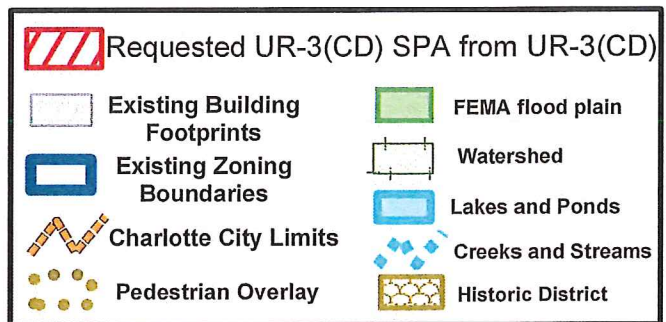 Requested UR-3(CD) SPA from UR-3(CD)
Existing Building
Footprints
Existing Zoning
Boundaries
Charlotte City Limits
Pedestrian Overlay
FEMA flood plain
Watershed
Lakes and Ponds
Creeks and Streams
Historic District